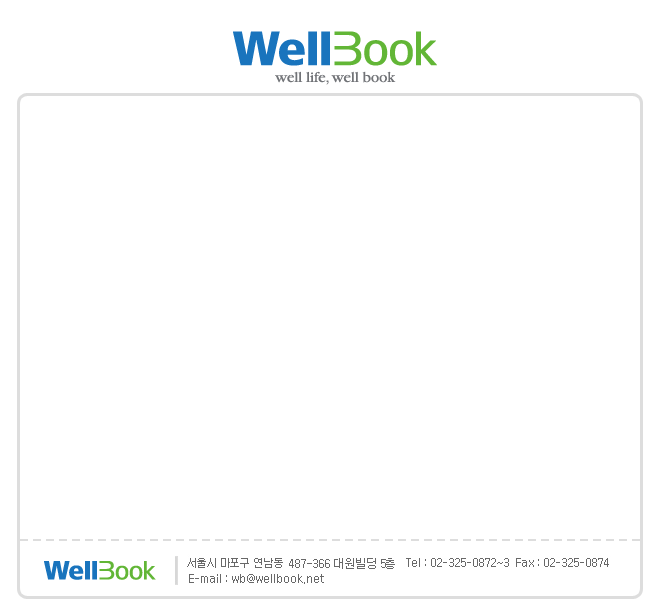 WellBook
well life, well book
WellBook
서울시 마포구 연남동 487-366 대원빌딩 5층 Tel : 02-325-0872~3 Fax : 02-325-0874
E-mail : wb@wellbook.net